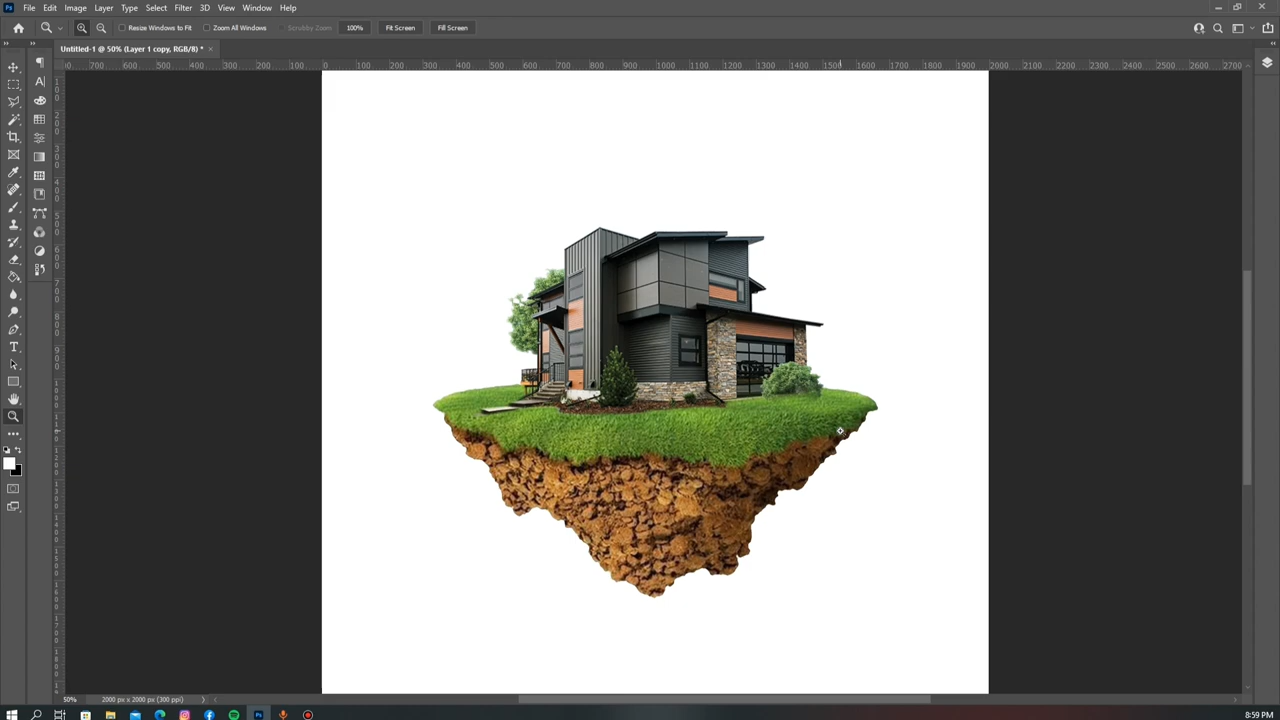 Ps File Edit Image Layer Type Select Filter 3D View Window Help
Resize Windows to Fit Zoom All Windows Scrubby Zoom 100% Fit Screen Fill Screen
Untitled-1 @ 50% (Layer 1 copy, RGB/8) * ×
700 600 500 400 300 200 100 0 100 200 300 400 500 600 700 800 900 1000 1100 1200 1300 1400 1500 1600 1700 1800 1900 2000 2100 2200 2300 2400 2500 2600 2700
50% 2000 px x 2000 px (300 ppi)
8:59 PM